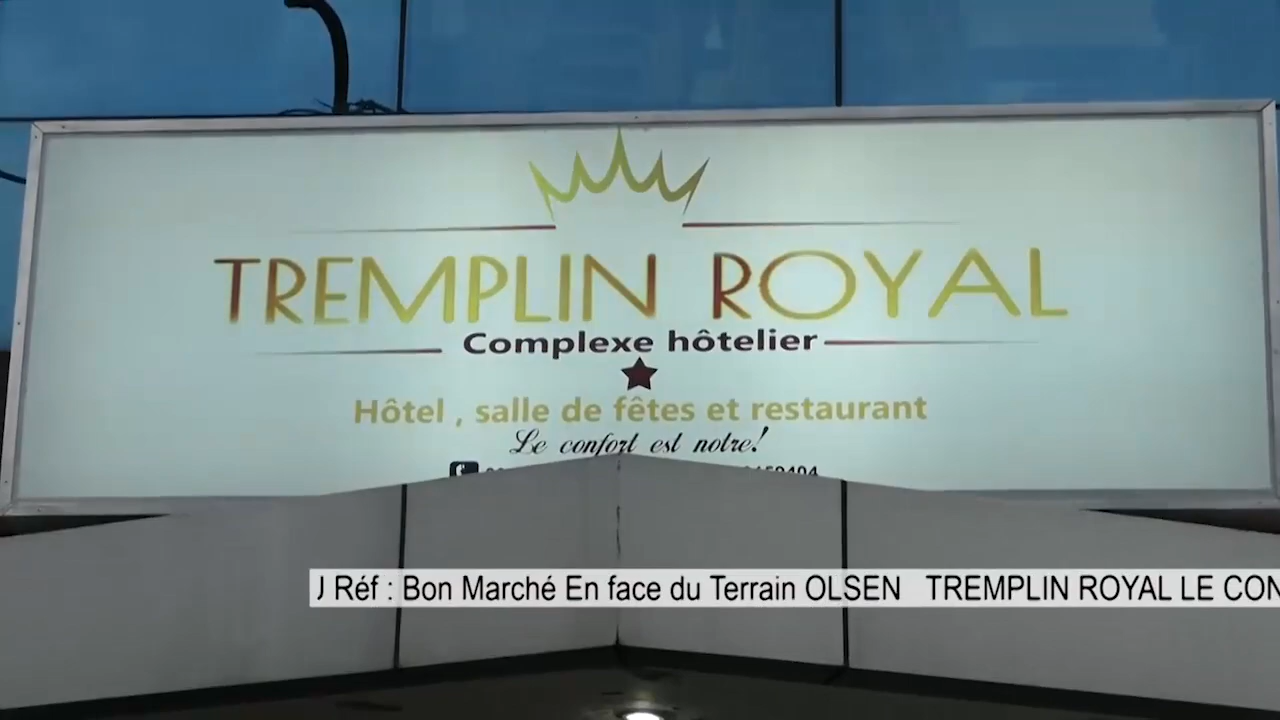 TREMPLIN ROYAL
Complexe hôtelier
Hôtel , salle de fêtes et restaurant
Le confort est notre!
Réf : Bon Marché En face du Terrain OLSEN TREMPLIN ROYAL LE